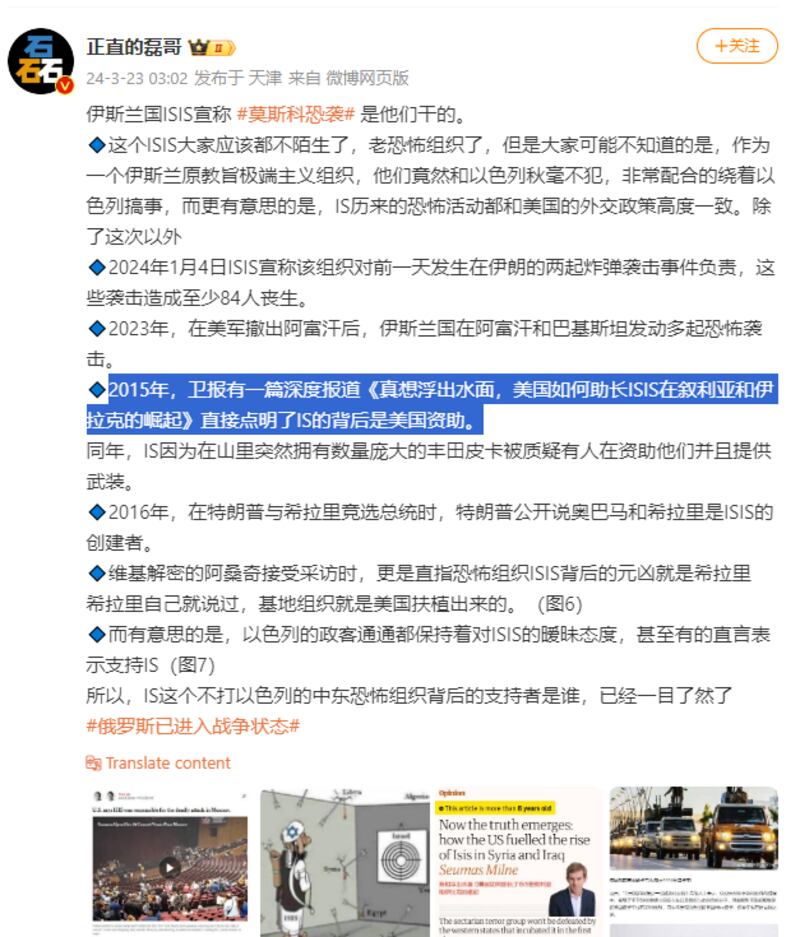 石
石石
正直的磊哥
II
+关注
24-3-23 03:02 发布于 天津 来自 微博网页版
伊斯兰国ISIS宣称 #莫斯科恐袭# 是他们干的。
🔷这个ISIS大家应该都不陌生了，老恐怖组织了，但是大家可能不知道的是，作为
一个伊斯兰原教旨极端主义组织，他们竟然和以色列秋毫不犯，非常配合的绕着以
色列搞事，而更有意思的是，IS历来的恐怖活动都和美国的外交政策高度一致。除
了这次以外
🔷2024年1月4日ISIS宣称该组织对前一天发生在伊朗的两起炸弹袭击事件负责，这
些袭击造成至少84人丧生。
🔷2023年，在美军撤出阿富汗后，伊斯兰国在阿富汗和巴基斯坦发动多起恐怖袭
击。
🔷2015年，卫报有一篇深度报道《真想浮出水面，美国如何助长ISIS在叙利亚和伊
拉克的崛起》直接点明了IS的背后是美国资助。
同年，IS因为在山里突然拥有数量庞大的丰田皮卡被质疑有人在资助他们并且提供
武装。
🔷2016年，在特朗普与希拉里竞选总统时，特朗普公开说奥巴马和希拉里是ISIS的
创建者。
🔷维基解密的阿桑奇接受采访时，更是直指恐怖组织ISIS背后的元凶就是希拉里
希拉里自己就说过，基地组织就是美国扶植出来的。（图6）
🔷而有意思的是，以色列的政客通通都保持着对ISIS的暧昧态度，甚至有的直言表
示支持IS（图7）
所以，IS这个不打以色列的中东恐怖组织背后的支持者是谁，已经一目了然了
#俄罗斯已进入战争状态#
Translate content
U.S. says ISIS was responsible for the deadly attack in Moscow.
Libya
Algeria
Syria
Israel
Egypt
ISIS
Opinion
This article is more than 8 years old
Now the truth emerges:
how the US fuelled the rise
of Isis in Syria and Iraq
Seumas Milne
The sectarian terror group won't be defeated by
the western states that incubated it in the first